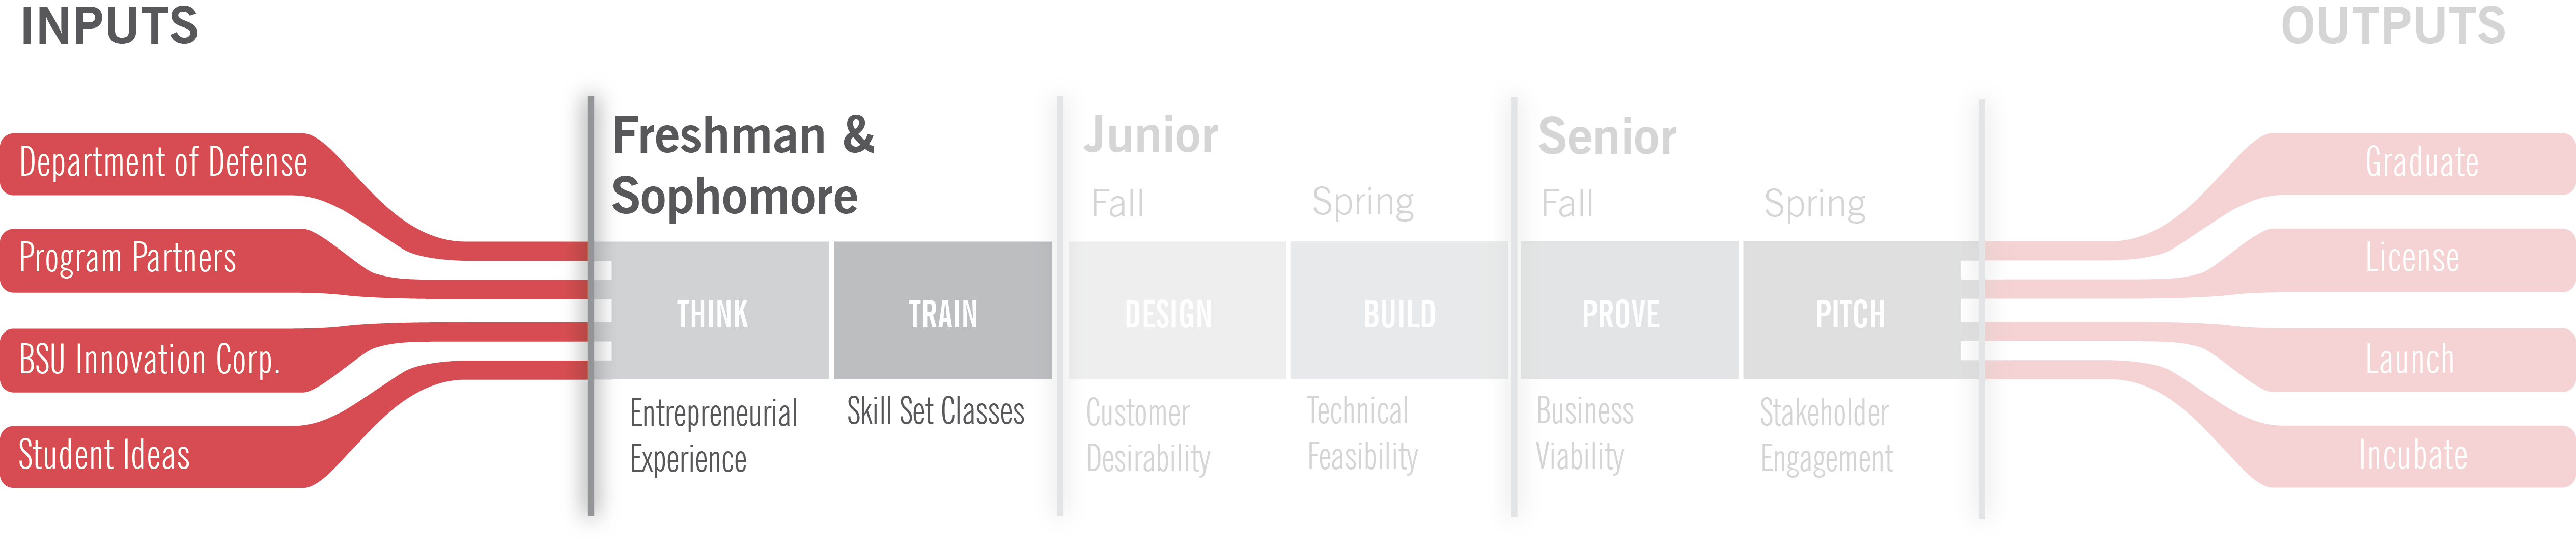 INPUTS
OUTPUTS
Department of Defense
Program Partners
BSU Innovation Corp.
Student Ideas
Freshman &
Sophomore
THINK
TRAIN
Entrepreneurial
Experience
Skill Set Classes
Junior
Fall
Spring
DESIGN
BUILD
Customer
Desirability
Technical
Feasibility
Senior
Fall
Spring
PROVE
PITCH
Business
Viability
Stakeholder
Engagement
Graduate
License
Launch
Incubate